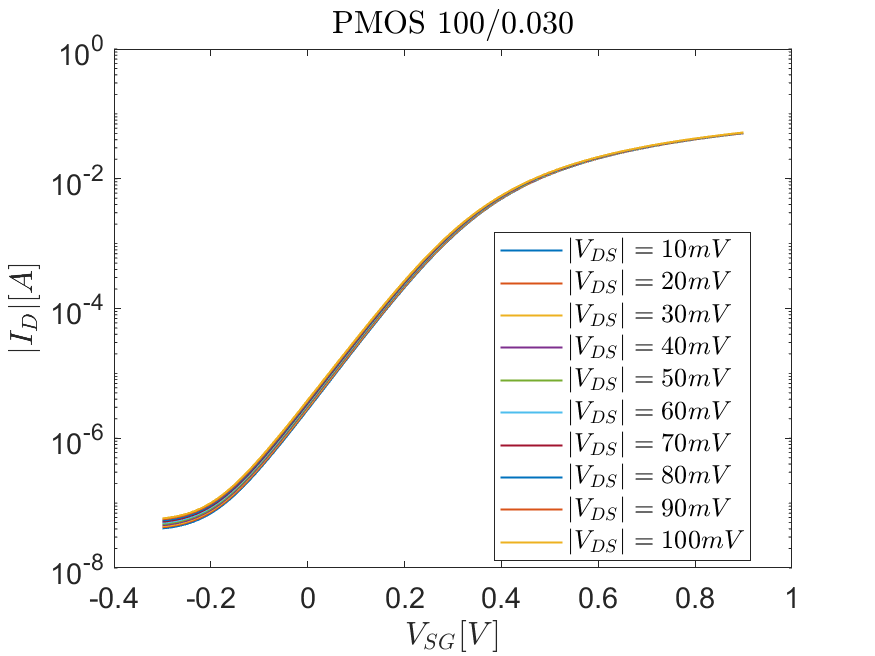 PMOS 100/0.030
10^0
10^-2
10^-4
10^-6
10^-8
|I_D|[A]
|V_DS| = 10mV
|V_DS| = 20mV
|V_DS| = 30mV
|V_DS| = 40mV
|V_DS| = 50mV
|V_DS| = 60mV
|V_DS| = 70mV
|V_DS| = 80mV
|V_DS| = 90mV
|V_DS| = 100mV
-0.4 -0.2 0 0.2 0.4 0.6 0.8 1
V_SG[V]